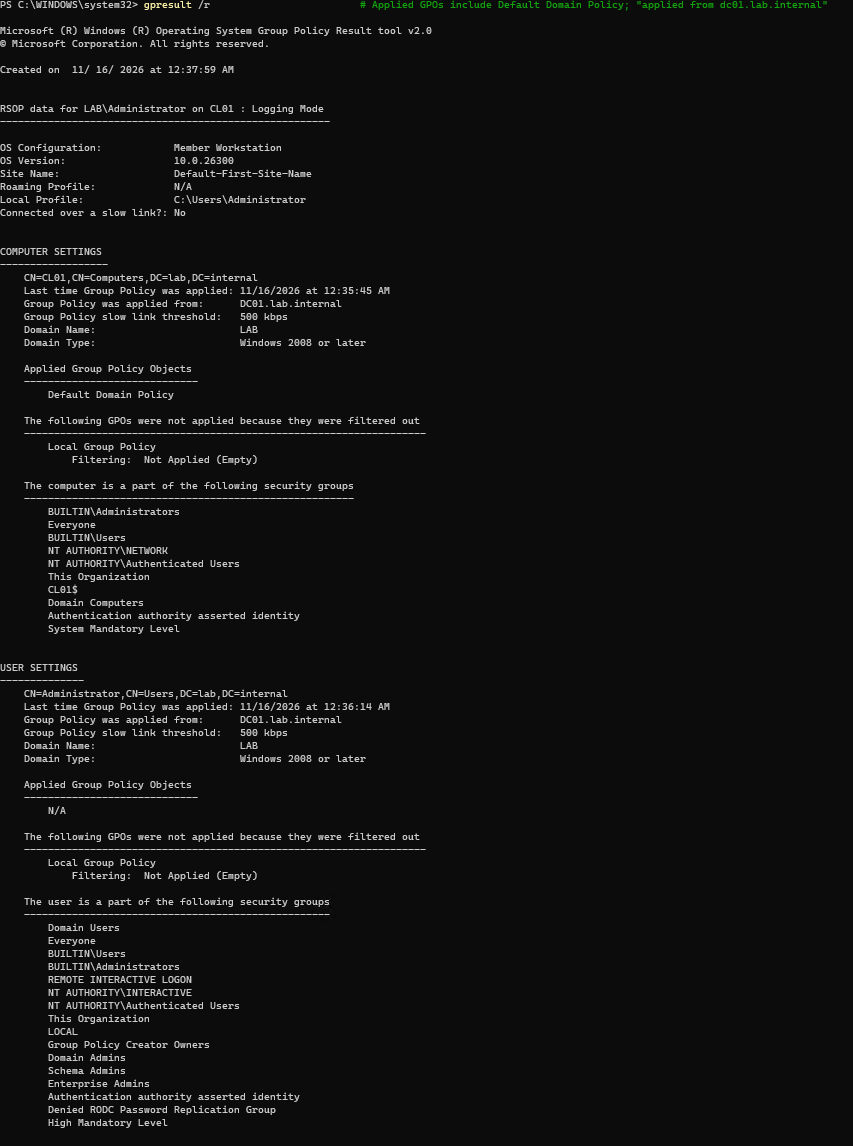 PS C:\WINDOWS\system32> gpresult /r                         # Applied GPOs include Default Domain Policy; "applied from dc01.lab.internal"

Microsoft (R) Windows (R) Operating System Group Policy Result tool v2.0
© Microsoft Corporation. All rights reserved.

Created on  11/ 16/ 2026 at 12:37:59 AM


RSOP data for LAB\Administrator on CL01 : Logging Mode
-------------------------------------------------------

OS Configuration:            Member Workstation
OS Version:                  10.0.26300
Site Name:                   Default-First-Site-Name
Roaming Profile:             N/A
Local Profile:               C:\Users\Administrator
Connected over a slow link?: No


COMPUTER SETTINGS
------------------
    CN=CL01,CN=Computers,DC=lab,DC=internal
    Last time Group Policy was applied: 11/16/2026 at 12:35:45 AM
    Group Policy was applied from:      DC01.lab.internal
    Group Policy slow link threshold:   500 kbps
    Domain Name:                        LAB
    Domain Type:                        Windows 2008 or later

    Applied Group Policy Objects
    -----------------------------
        Default Domain Policy

    The following GPOs were not applied because they were filtered out
    -------------------------------------------------------------------
        Local Group Policy
            Filtering:  Not Applied (Empty)

    The computer is a part of the following security groups
    -------------------------------------------------------
        BUILTIN\Administrators
        Everyone
        BUILTIN\Users
        NT AUTHORITY\NETWORK
        NT AUTHORITY\Authenticated Users
        This Organization
        CL01$
        Domain Computers
        Authentication authority asserted identity
        System Mandatory Level


USER SETTINGS
--------------
    CN=Administrator,CN=Users,DC=lab,DC=internal
    Last time Group Policy was applied: 11/16/2026 at 12:36:14 AM
    Group Policy was applied from:      DC01.lab.internal
    Group Policy slow link threshold:   500 kbps
    Domain Name:                        LAB
    Domain Type:                        Windows 2008 or later

    Applied Group Policy Objects
    -----------------------------
        N/A

    The following GPOs were not applied because they were filtered out
    -------------------------------------------------------------------
        Local Group Policy
            Filtering:  Not Applied (Empty)

    The user is a part of the following security groups
    ---------------------------------------------------
        Domain Users
        Everyone
        BUILTIN\Users
        BUILTIN\Administrators
        REMOTE INTERACTIVE LOGON
        NT AUTHORITY\INTERACTIVE
        NT AUTHORITY\Authenticated Users
        This Organization
        LOCAL
        Group Policy Creator Owners
        Domain Admins
        Schema Admins
        Enterprise Admins
        Authentication authority asserted identity
        Denied RODC Password Replication Group
        High Mandatory Level